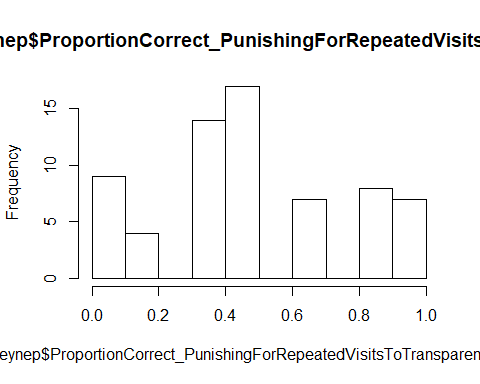 ynep$ProportionCorrect_PunishingForRepeatedVisits
Frequency
15
10
5
0
0.0 0.2 0.4 0.6 0.8 1.0
eynep$ProportionCorrect_PunishingForRepeatedVisitsToTransparen